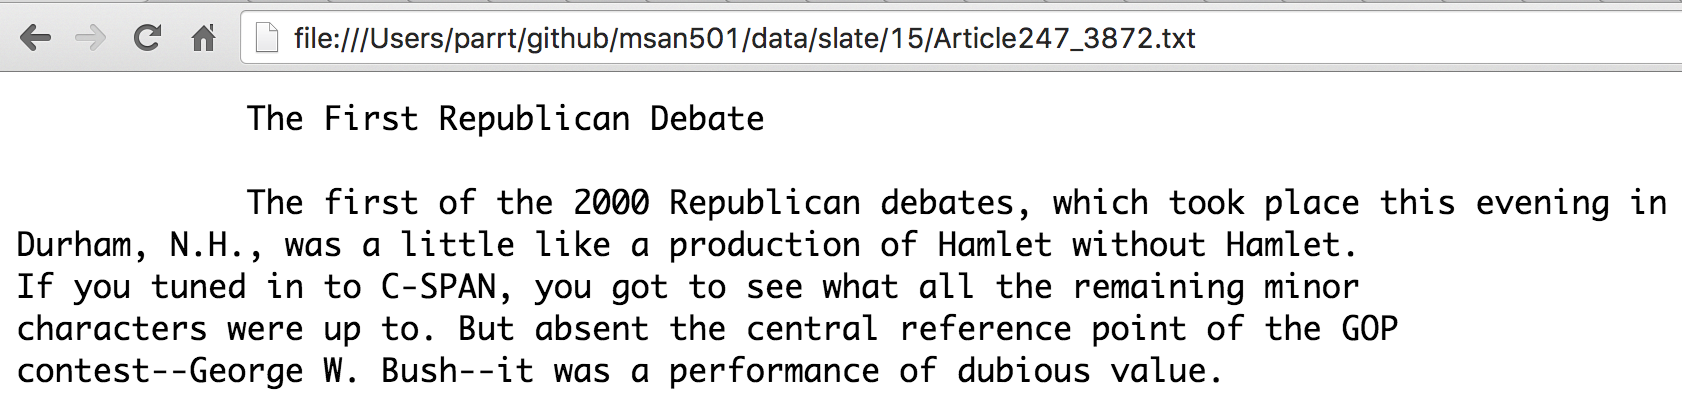 file:///Users/parrt/github/msan501/data/slate/15/Article247_3872.txt
The First Republican Debate
The first of the 2000 Republican debates, which took place this evening in
Durham, N.H., was a little like a production of Hamlet without Hamlet.
If you tuned in to C-SPAN, you got to see what all the remaining minor
characters were up to. But absent the central reference point of the GOP
contest--George W. Bush--it was a performance of dubious value.